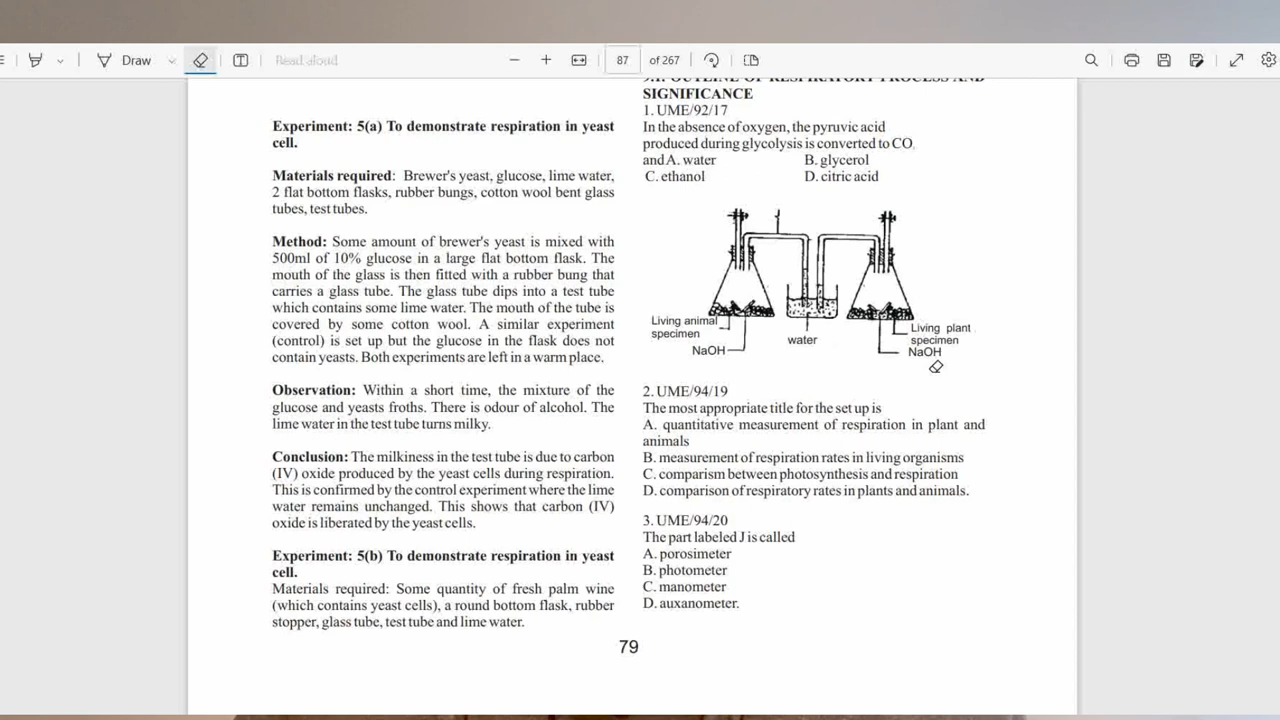 Draw
Read aloud
87
of 267
Experiment: 5(a) To demonstrate respiration in yeast
cell.
Materials required: Brewer's yeast, glucose, lime water,
2 flat bottom flasks, rubber bungs, cotton wool bent glass
tubes, test tubes.
Method: Some amount of brewer's yeast is mixed with
500ml of 10% glucose in a large flat bottom flask. The
mouth of the glass is then fitted with a rubber bung that
carries a glass tube. The glass tube dips into a test tube
which contains some lime water. The mouth of the tube is
covered by some cotton wool. A similar experiment
(control) is set up but the glucose in the flask does not
contain yeasts. Both experiments are left in a warm place.
Observation: Within a short time, the mixture of the
glucose and yeasts froths. There is odour of alcohol. The
lime water in the test tube turns milky.
Conclusion: The milkiness in the test tube is due to carbon
(IV) oxide produced by the yeast cells during respiration.
This is confirmed by the control experiment where the lime
water remains unchanged. This shows that carbon (IV)
oxide is liberated by the yeast cells.
Experiment: 5(b) To demonstrate respiration in yeast
cell.
Materials required: Some quantity of fresh palm wine
(which contains yeast cells), a round bottom flask, rubber
stopper, glass tube, test tube and lime water.
9.1. OUTLINE OF RESPIRATORY PROCESS AND
SIGNIFICANCE
1. UME/92/17
In the absence of oxygen, the pyruvic acid
produced during glycolysis is converted to CO
and A. water B. glycerol
C. ethanol D. citric acid
J
Living animal
specimen
NaOH
water
Living plant
specimen
NaOH
2. UME/94/19
The most appropriate title for the set up is
A. quantitative measurement of respiration in plant and
animals
B. measurement of respiration rates in living organisms
C. comparism between photosynthesis and respiration
D. comparison of respiratory rates in plants and animals.
3. UME/94/20
The part labeled J is called
A. porosimeter
B. photometer
C. manometer
D. auxanometer.
79